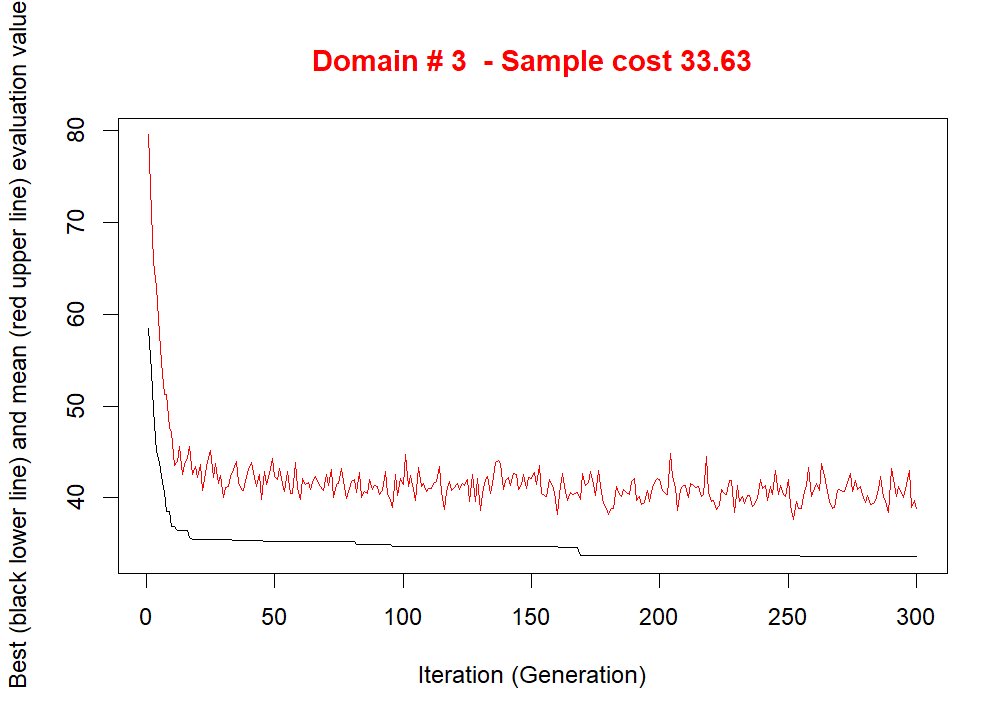 Domain # 3  - Sample cost 33.63
Best (black lower line) and mean (red upper line) evaluation value
80
70
60
50
40
0 50 100 150 200 250 300
Iteration (Generation)